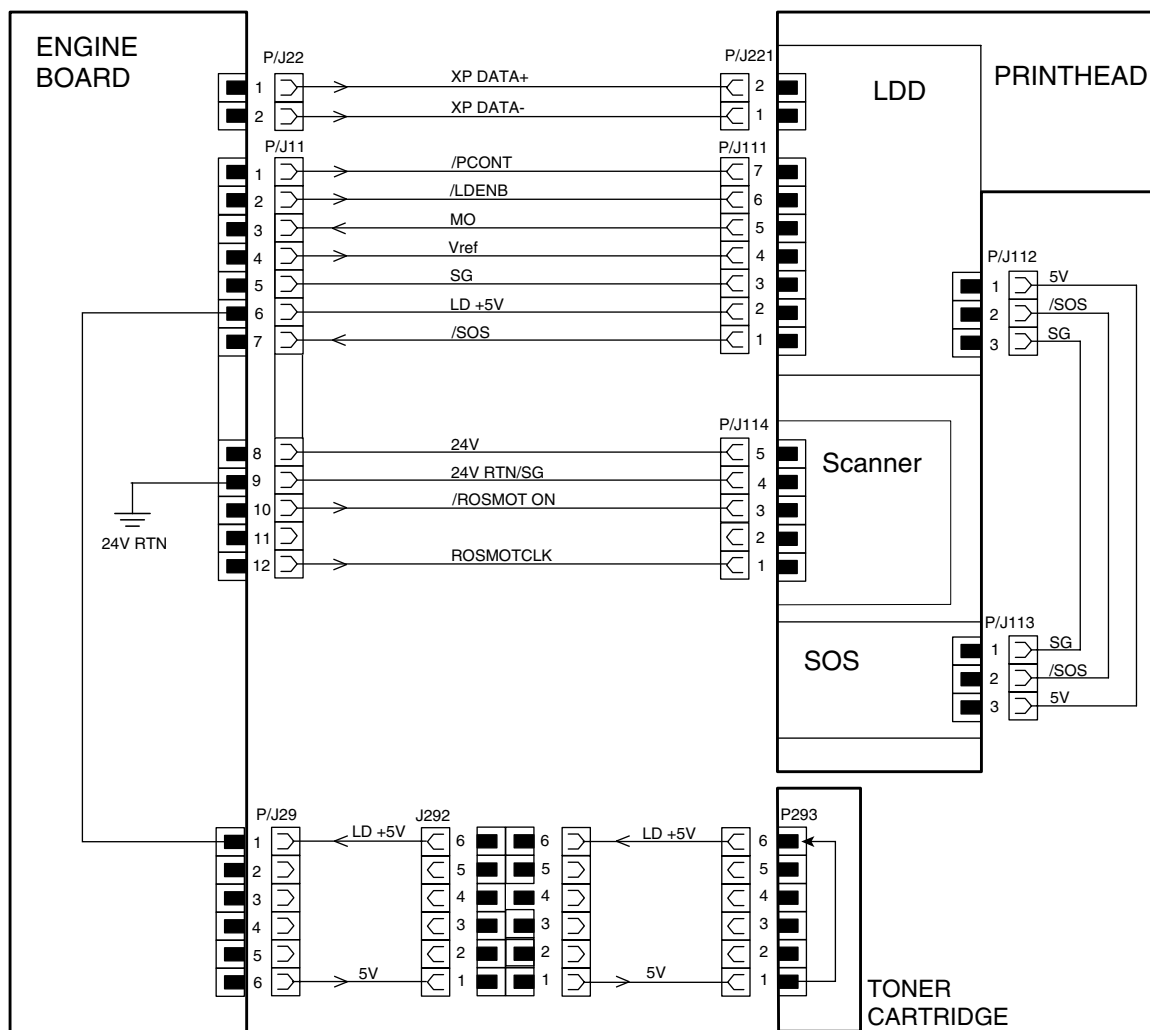 ENGINE
BOARD
P/J22
1 XP DATA+ 2
2 XP DATA- 1
P/J221
LDD
PRINTHEAD
P/J11
P/J111
1 /PCONT 7
2 /LDENB 6
3 MO 5
4 Vref 4
5 SG 3
6 LD +5V 2
7 /SOS 1
P/J112
1 5V
2 /SOS
3 SG
P/J114
8 24V 5
9 24V RTN/SG 4
10 /ROSMOT ON 3
11 2
12 ROSMOTCLK 1
24V RTN
Scanner
SOS
P/J113
1 SG
2 /SOS
3 5V
P/J29 J292 P293
1 LD +5V 6 6 LD +5V 6
2 5 5 5
3 4 4 4
4 3 3 3
5 2 2 2
6 5V 1 1 5V 1
TONER
CARTRIDGE